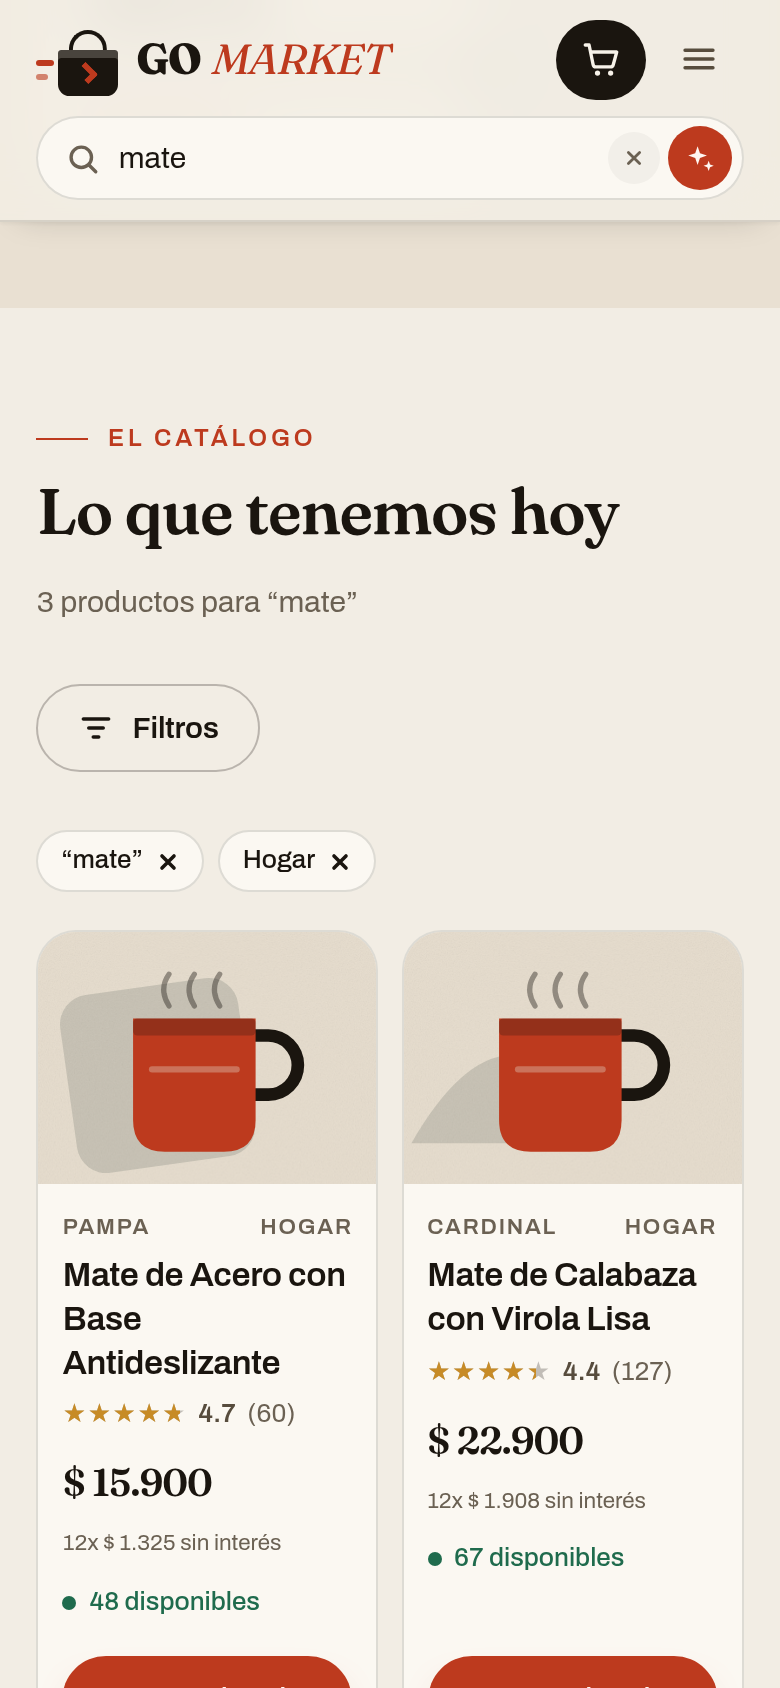 GO MARKET
mate
EL CATÁLOGO
Lo que tenemos hoy
3 productos para “mate”
Filtros
“mate”
Hogar
PAMPA HOGAR
Mate de Acero con
Base
Antideslizante
4.7 (60)
$ 15.900
12x $ 1.325 sin interés
48 disponibles
CARDINAL HOGAR
Mate de Calabaza
con Virola Lisa
4.4 (127)
$ 22.900
12x $ 1.908 sin interés
67 disponibles